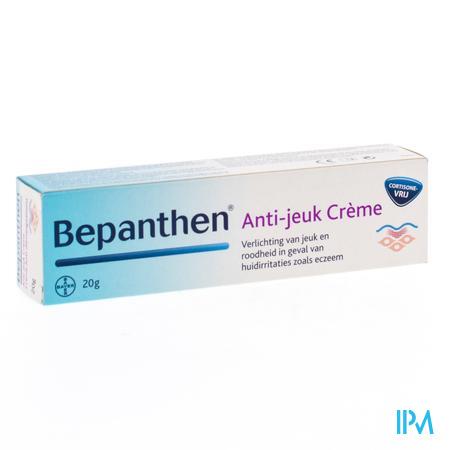 Bepanthen® Anti-jeuk Crème
Verlichting van jeuk en
roodheid in geval van
huidirritaties zoals eczeem
CORTISONE-
VRIJ
BAYER
20g
IPM